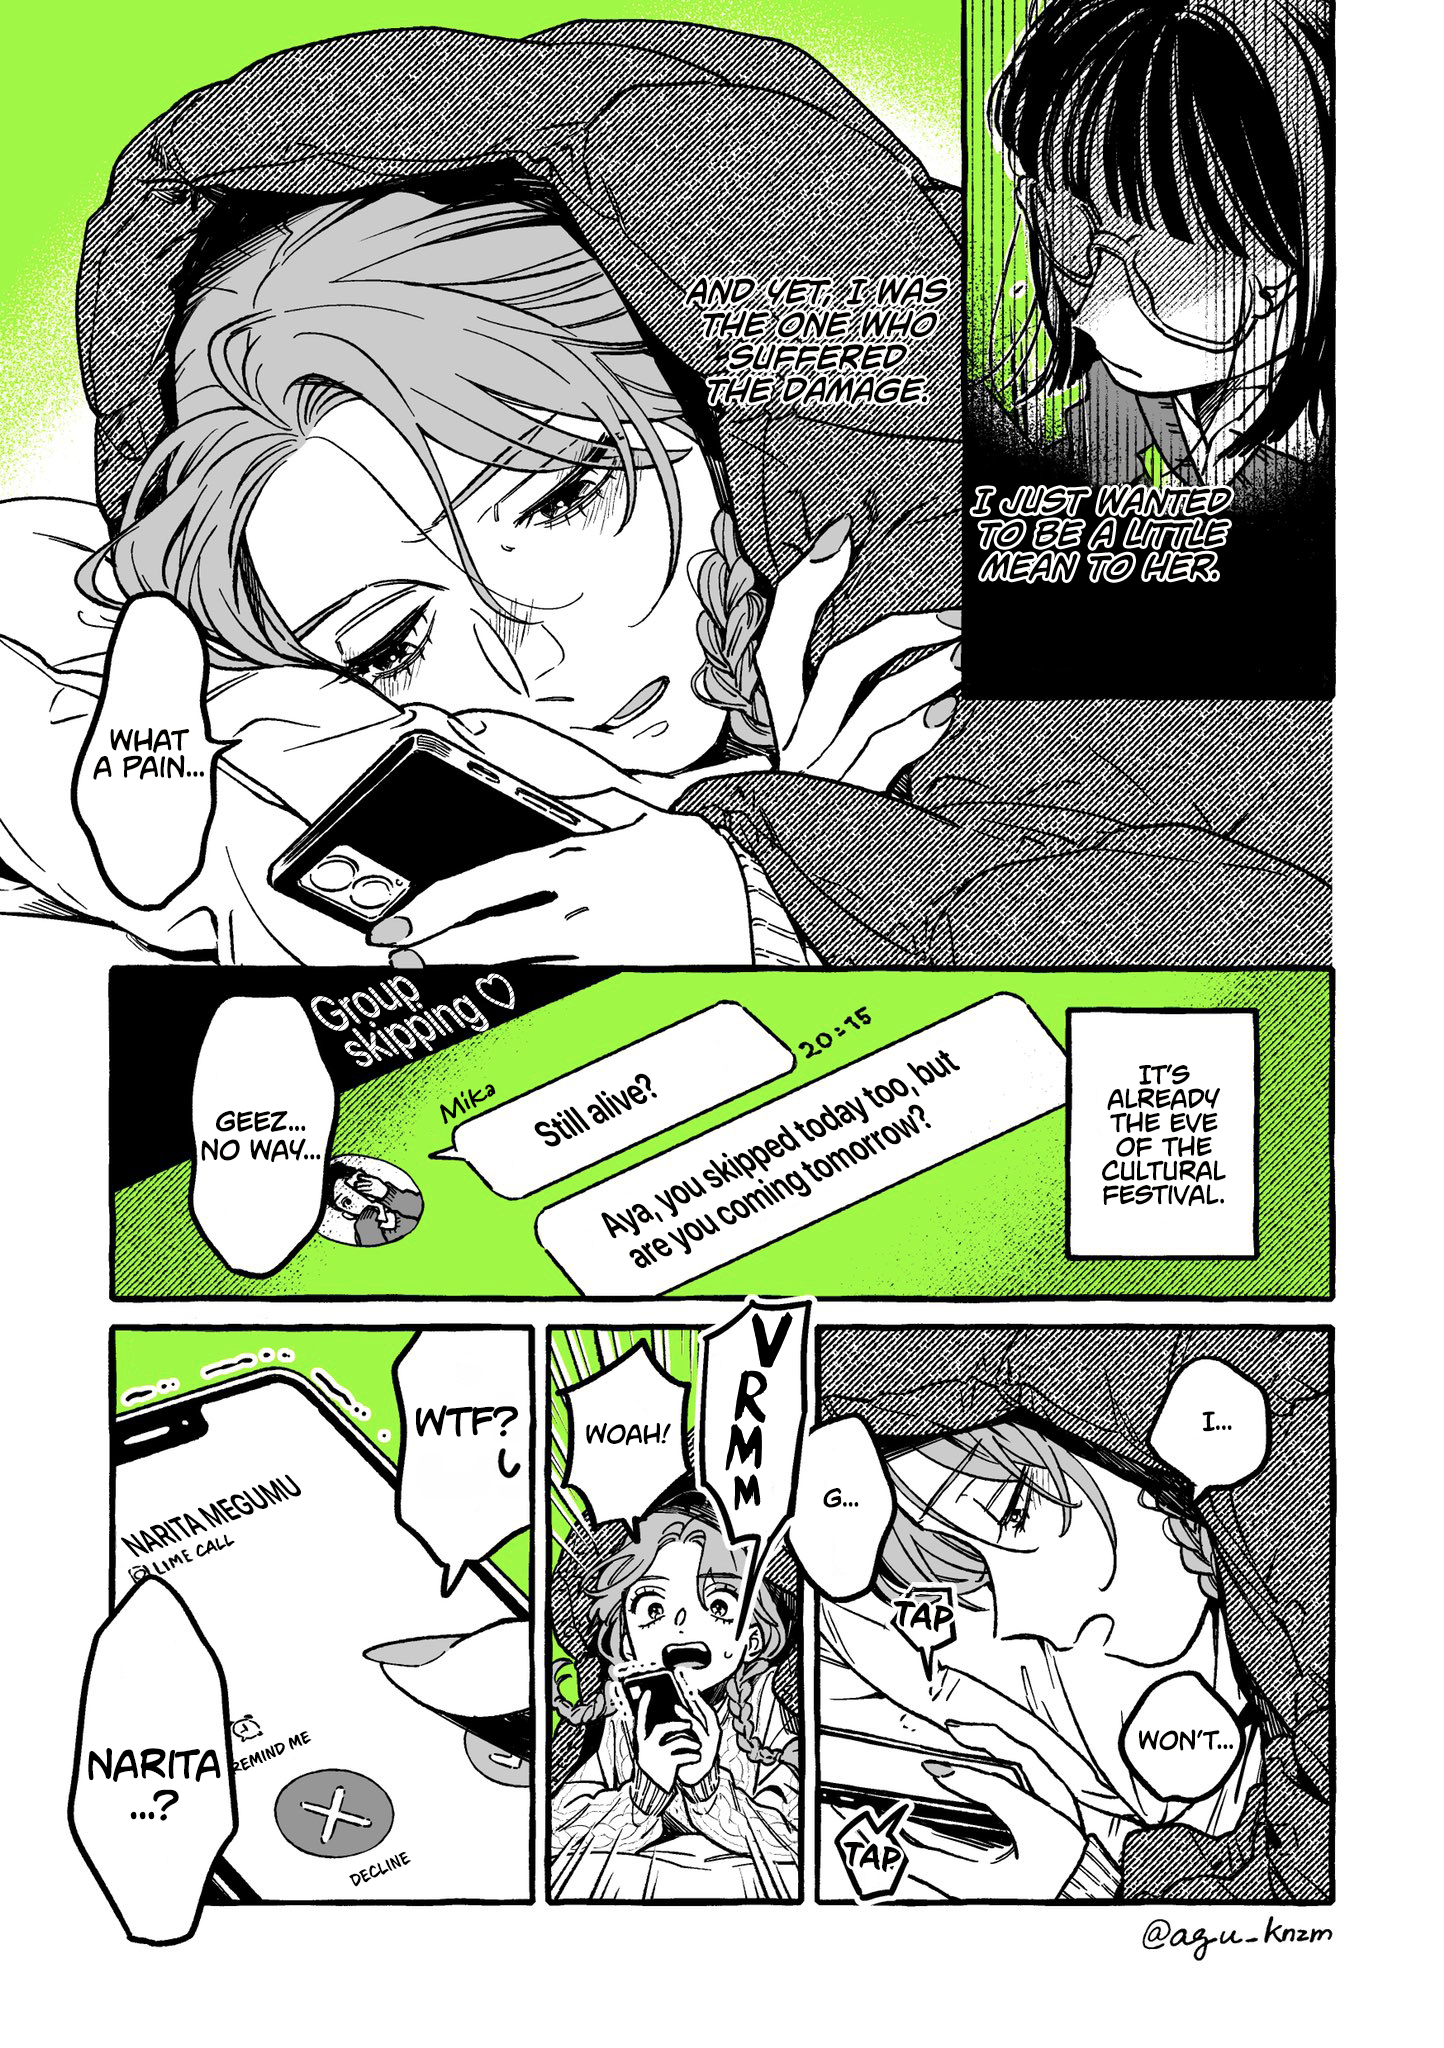 I JUST WANTED
TO BE A LITTLE
MEAN TO HER.
AND YET, I WAS
THE ONE WHO
SUFFERED
THE DAMAGE.
WHAT
A PAIN...
IT'S
ALREADY
THE EVE
OF THE
CULTURAL
FESTIVAL.
Group
skipping ♡
Mika
Still alive?
20:15
Aya, you skipped today too, but
are you coming tomorrow?
GEEZ...
NO WAY...
I...
WON'T...
G...
TAP
TAP
VRMM
WOAH!
WTF?
NARITA MEGUMU
LIME CALL
REMIND ME
DECLINE
NARITA
...?
@agu_knzm